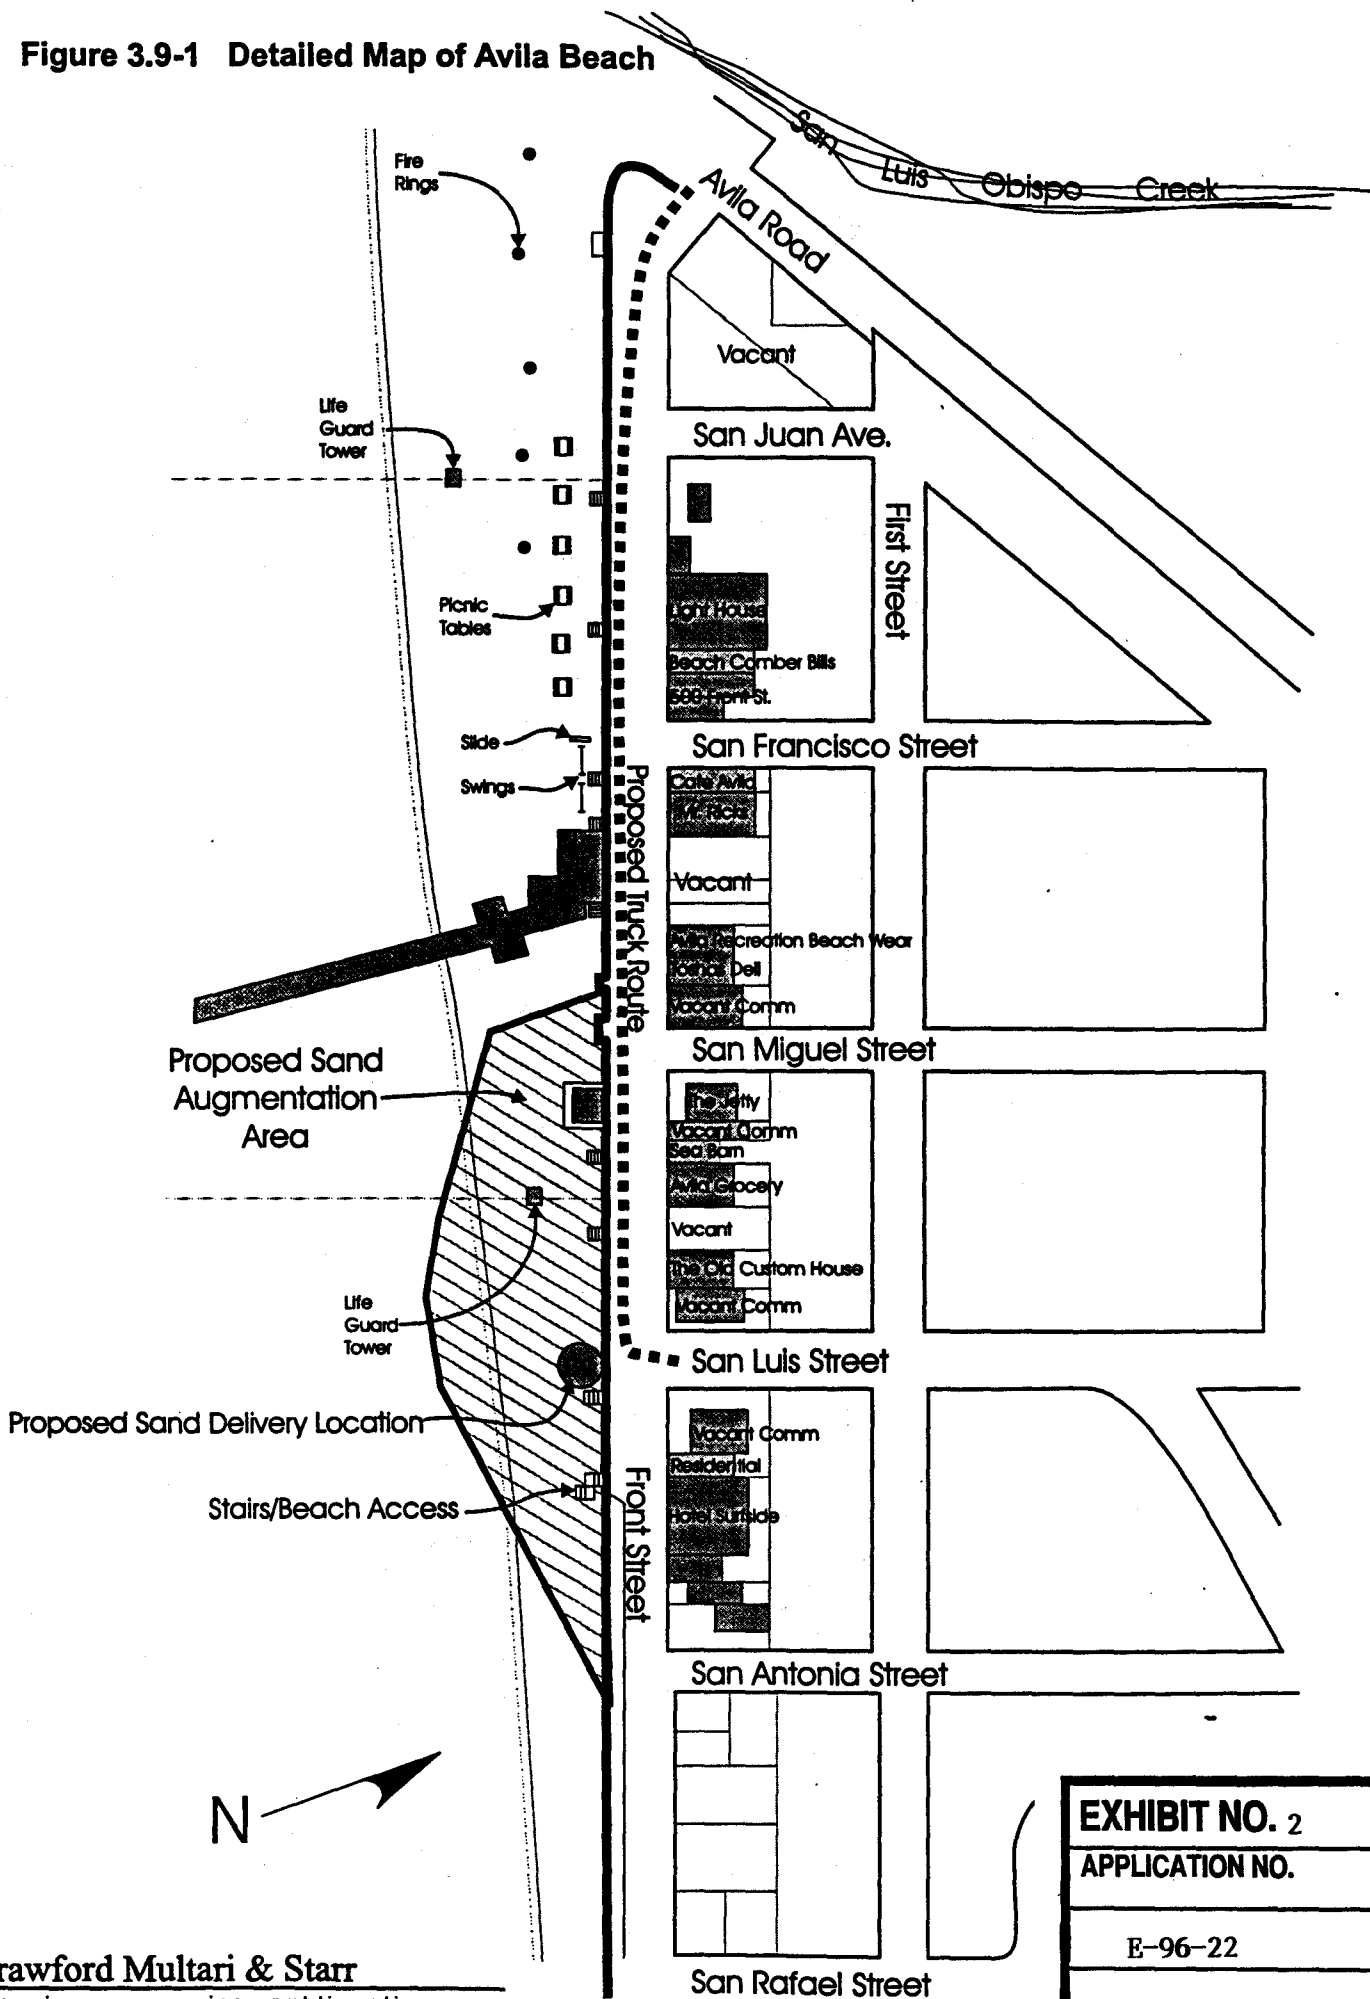 Figure 3.9-1 Detailed Map of Avila Beach
San Luis Obispo Creek
Fire
Rings
Avila Road
Vacant
Life
Guard
Tower
San Juan Ave.
First Street
Picnic
Tables
Light House
Beach Comber Bills
Front St.
Slide
San Francisco Street
Swings
Proposed Truck Route
Cafe Avila
Mr. Ricks
Vacant
Avila Recreation Beach Wear
Deli
Vacant Comm
San Miguel Street
Proposed Sand
Augmentation
Area
The Jetty
Vacant Comm
Sea Barn
Avila Grocery
Vacant
The Old Custom House
Vacant Comm
Life
Guard
Tower
San Luis Street
Proposed Sand Delivery Location
Vacant Comm
Residential
Hotel Surfside
Stairs/Beach Access
Front Street
San Antonia Street
N
EXHIBIT NO. 2
APPLICATION NO.
E-96-22
rawford Multari & Starr
San Rafael Street